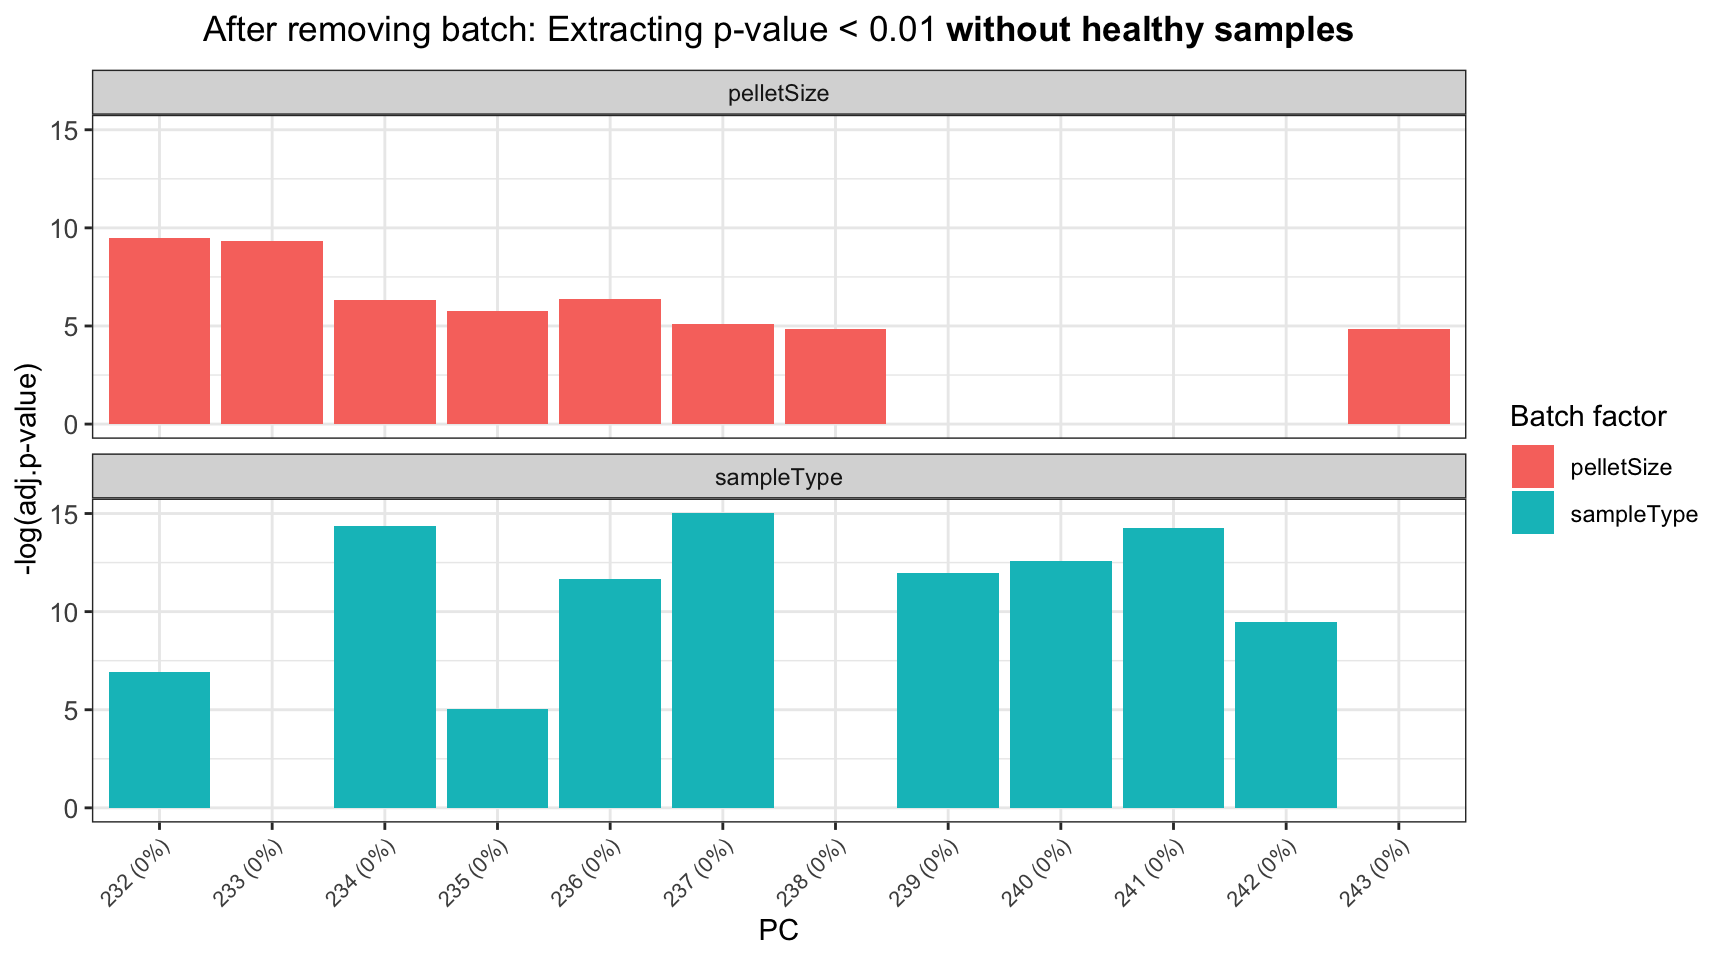 After removing batch: Extracting p-value < 0.01 without healthy samples
pelletSize
15
10
5
0
sampleType
15
10
5
0
-log(adj.p-value)
232 (0%)
233 (0%)
234 (0%)
235 (0%)
236 (0%)
237 (0%)
238 (0%)
239 (0%)
240 (0%)
241 (0%)
242 (0%)
243 (0%)
PC
Batch factor
pelletSize
sampleType